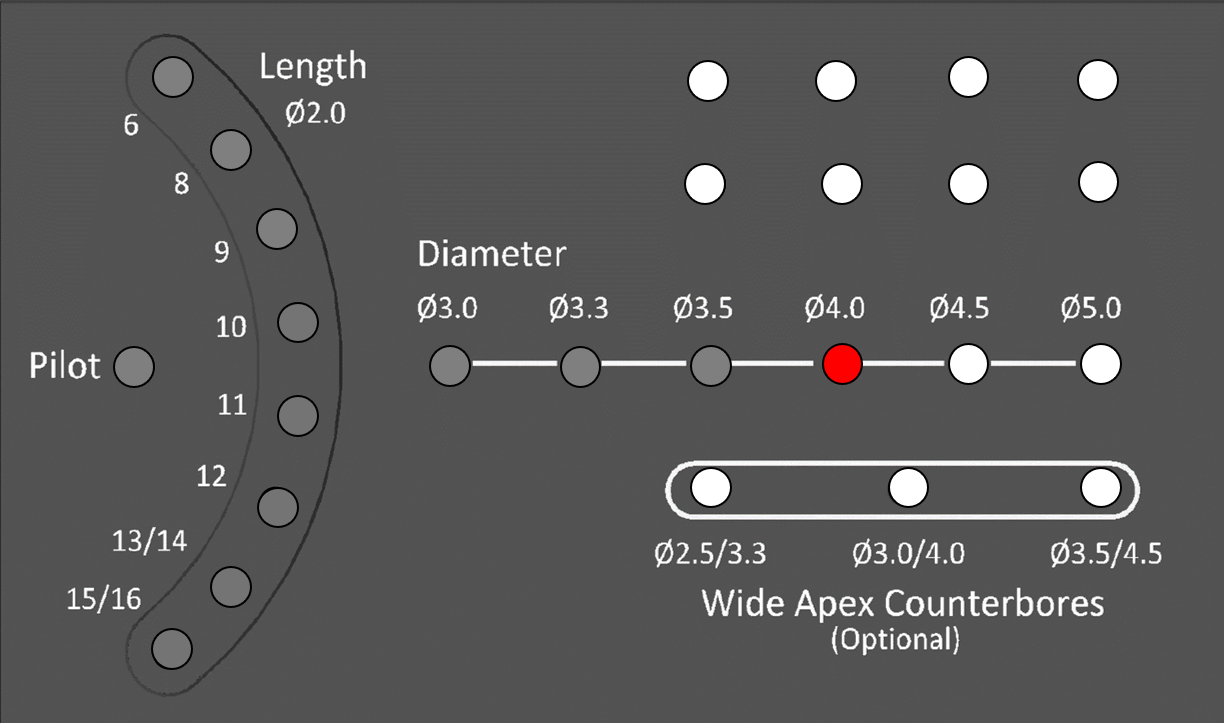 Length
Ø2.0
6
8
9
10
11
12
13/14
15/16
Pilot
Diameter
Ø3.0 Ø3.3 Ø3.5 Ø4.0 Ø4.5 Ø5.0
Ø2.5/3.3 Ø3.0/4.0 Ø3.5/4.5
Wide Apex Counterbores
(Optional)